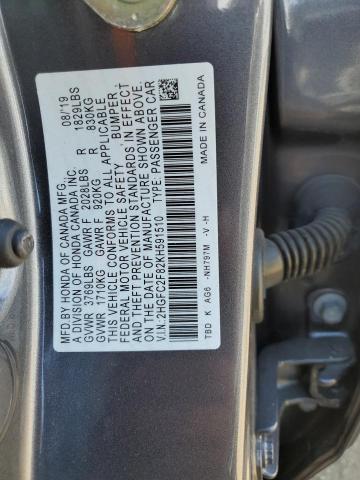 MFD. BY HONDA OF CANADA MFG. 08/19
A DIVISION OF HONDA CANADA INC.
GVWR 3769LBS GAWR F 2028LBS R 1829LBS
GVWR 1710KG GAWR F 920KG R 830KG
THIS VEHICLE CONFORMS TO ALL APPLICABLE
FEDERAL MOTOR VEHICLE SAFETY, BUMPER,
AND THEFT PREVENTION STANDARDS IN EFFECT
ON THE DATE OF MANUFACTURE SHOWN ABOVE.
V.I.N.: 2HGFC2F82KH591510 TYPE: PASSENGER CAR
TBD K AG6 -NH797M -V -H MADE IN CANADA